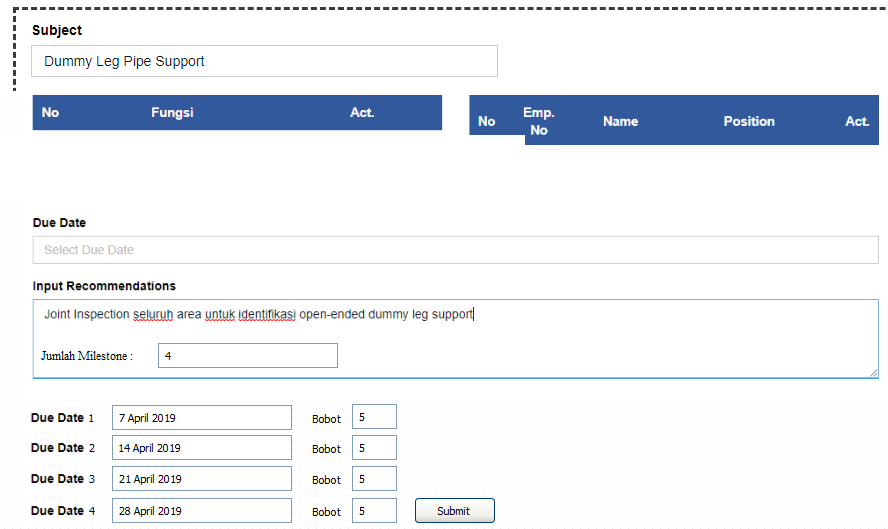 Subject
Dummy Leg Pipe Support
No Fungsi Act.
No Emp. No Name Position Act.
Due Date
Select Due Date
Input Recommendations
Joint Inspection seluruh area untuk identifikasi open-ended dummy leg support
Jumlah Milestone : 4
Due Date 1 7 April 2019 Bobot 5
Due Date 2 14 April 2019 Bobot 5
Due Date 3 21 April 2019 Bobot 5
Due Date 4 28 April 2019 Bobot 5 Submit